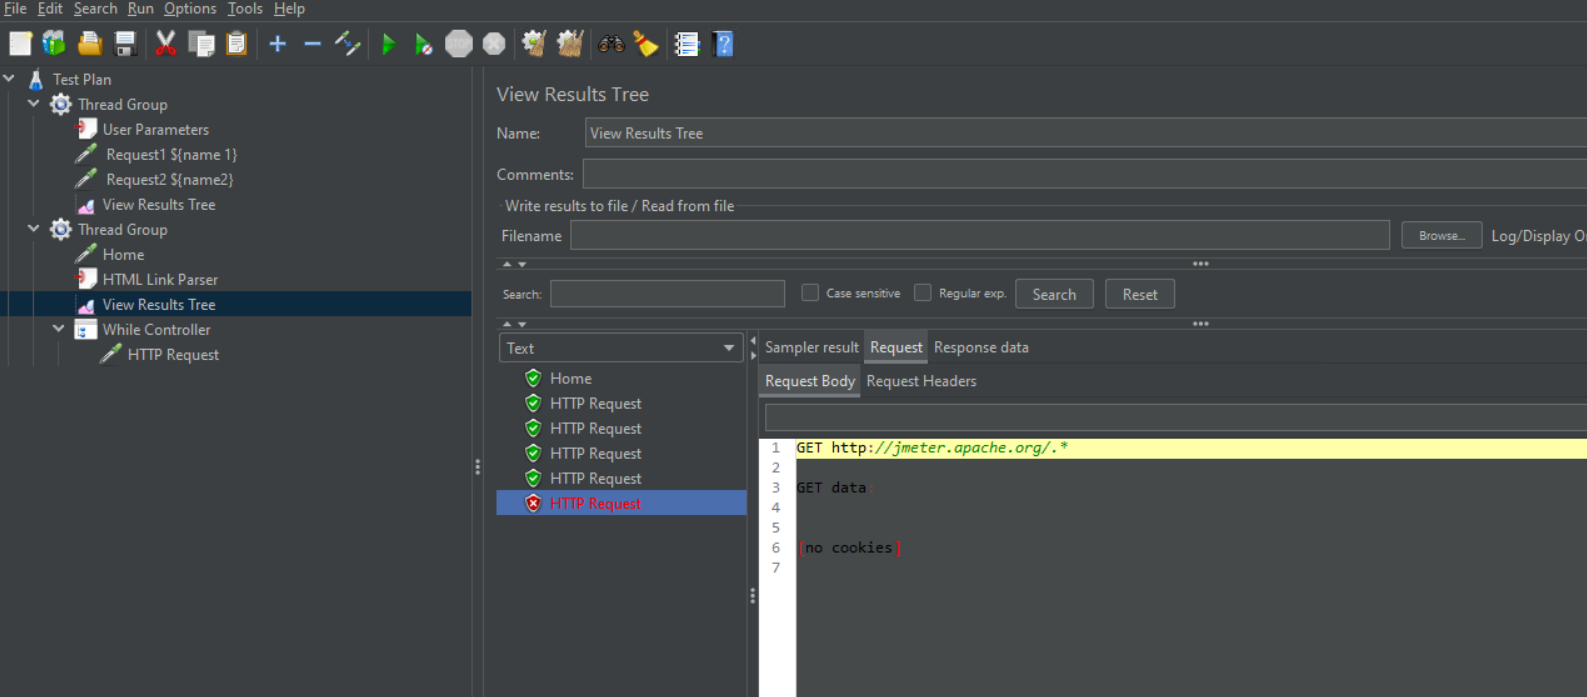 File Edit Search Run Options Tools Help
STOP
Test Plan
Thread Group
User Parameters
Request1 ${name 1}
Request2 ${name2}
View Results Tree
Thread Group
Home
HTML Link Parser
View Results Tree
While Controller
HTTP Request
View Results Tree
Name: View Results Tree
Comments:
Write results to file / Read from file
Filename Browse... Log/Display
Search: Case sensitive Regular exp. Search Reset
Text
Home
HTTP Request
HTTP Request
HTTP Request
HTTP Request
HTTP Request
Sampler result Request Response data
Request Body Request Headers
1 GET http://jmeter.apache.org/.*
2
3 GET data:
4
5
6 [no cookies]
7